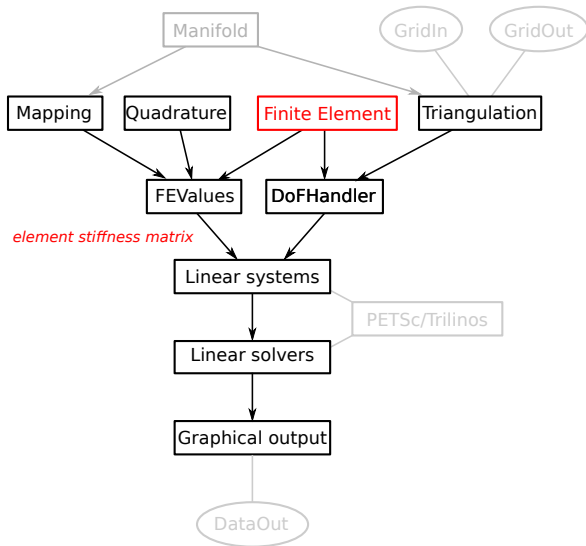 Manifold
GridIn
GridOut
Mapping
Quadrature
Finite Element
Triangulation
FEValues
DoFHandler
element stiffness matrix
Linear systems
PETSc/Trilinos
Linear solvers
Graphical output
DataOut